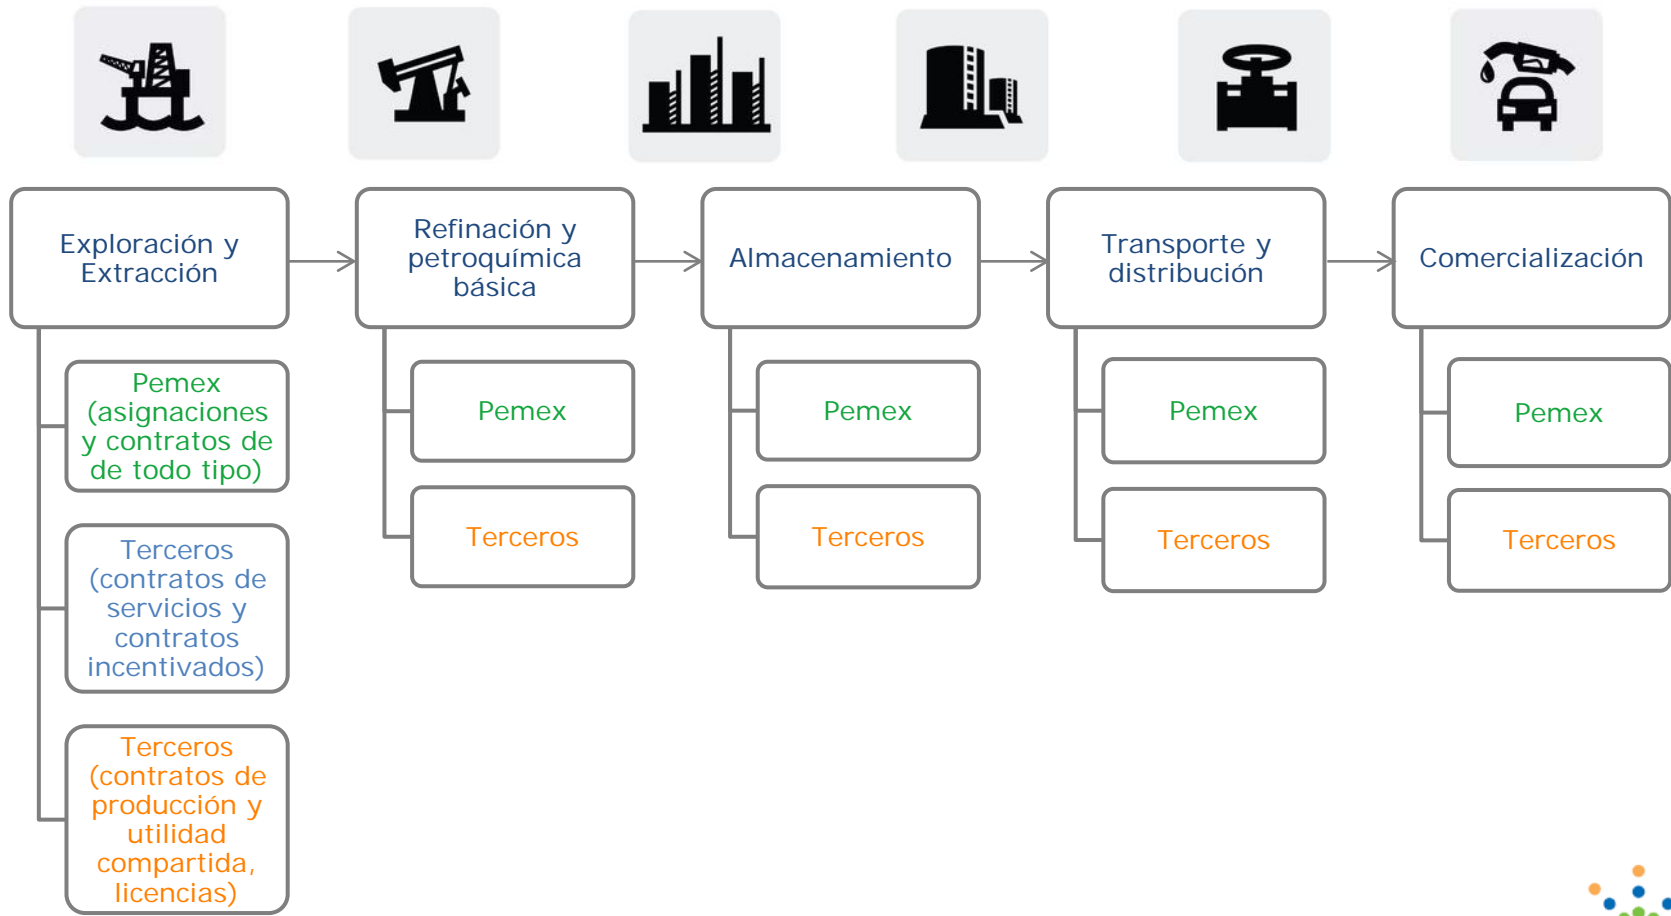 Exploración y
Extracción
Refinación y
petroquímica
básica
Almacenamiento
Transporte y
distribución
Comercialización
Pemex
(asignaciones
y contratos de
de todo tipo)
Terceros
(contratos de
servicios y
contratos
incentivados)
Terceros
(contratos de
producción y
utilidad
compartida,
licencias)
Pemex
Terceros
Pemex
Terceros
Pemex
Terceros
Pemex
Terceros